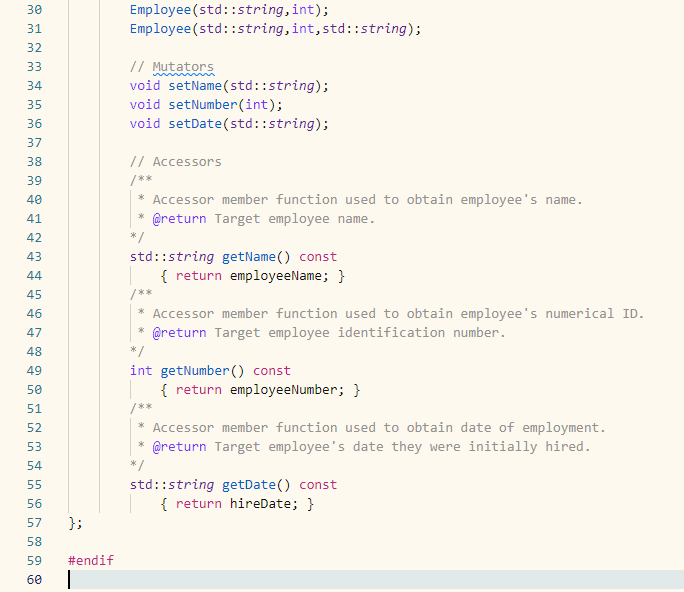 30 Employee(std::string,int);
31 Employee(std::string,int,std::string);
32
33 // Mutators
34 void setName(std::string);
35 void setNumber(int);
36 void setDate(std::string);
37
38 // Accessors
39 /**
40 * Accessor member function used to obtain employee's name.
41 * @return Target employee name.
42 */
43 std::string getName() const
44 { return employeeName; }
45 /**
46 * Accessor member function used to obtain employee's numerical ID.
47 * @return Target employee identification number.
48 */
49 int getNumber() const
50 { return employeeNumber; }
51 /**
52 * Accessor member function used to obtain date of employment.
53 * @return Target employee's date they were initially hired.
54 */
55 std::string getDate() const
56 { return hireDate; }
57 };
58
59 #endif
60